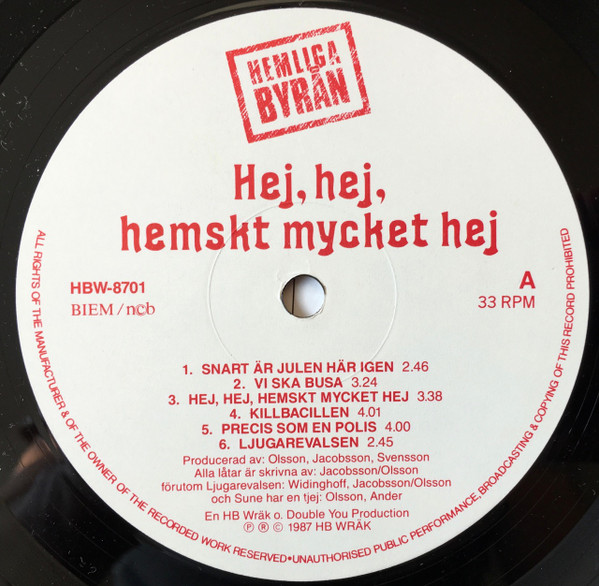 HEMLIGA
BYRÅN
Hej, hej,
hemskt mycket hej
HBW-8701
BIEM/n©b
A
33 RPM
1. SNART ÄR JULEN HÄR IGEN 2.46
2. VI SKA BUSA 3.24
3. HEJ, HEJ, HEMSKT MYCKET HEJ 3.38
4. KILLBACILLEN 4.01
5. PRECIS SOM EN POLIS 4.00
6. LJUGAREVALSEN 2.45
Producerad av: Olsson, Jacobsson, Svensson
Alla låtar är skrivna av: Jacobsson/Olsson
förutom Ljugarevalsen: Widinghoff, Jacobsson/Olsson
och Sune har en tjej: Olsson, Ander
En HB Wräk o. Double You Production
Ⓟ Ⓡ © 1987 HB WRÄK
ALL RIGHTS OF THE MANUFACTURER & OF THE OWNER OF THE RECORDED WORK RESERVED•UNAUTHORISED PUBLIC PERFORMANCE, BROADCASTING & COPYING OF THIS RECORD PROHIBITED